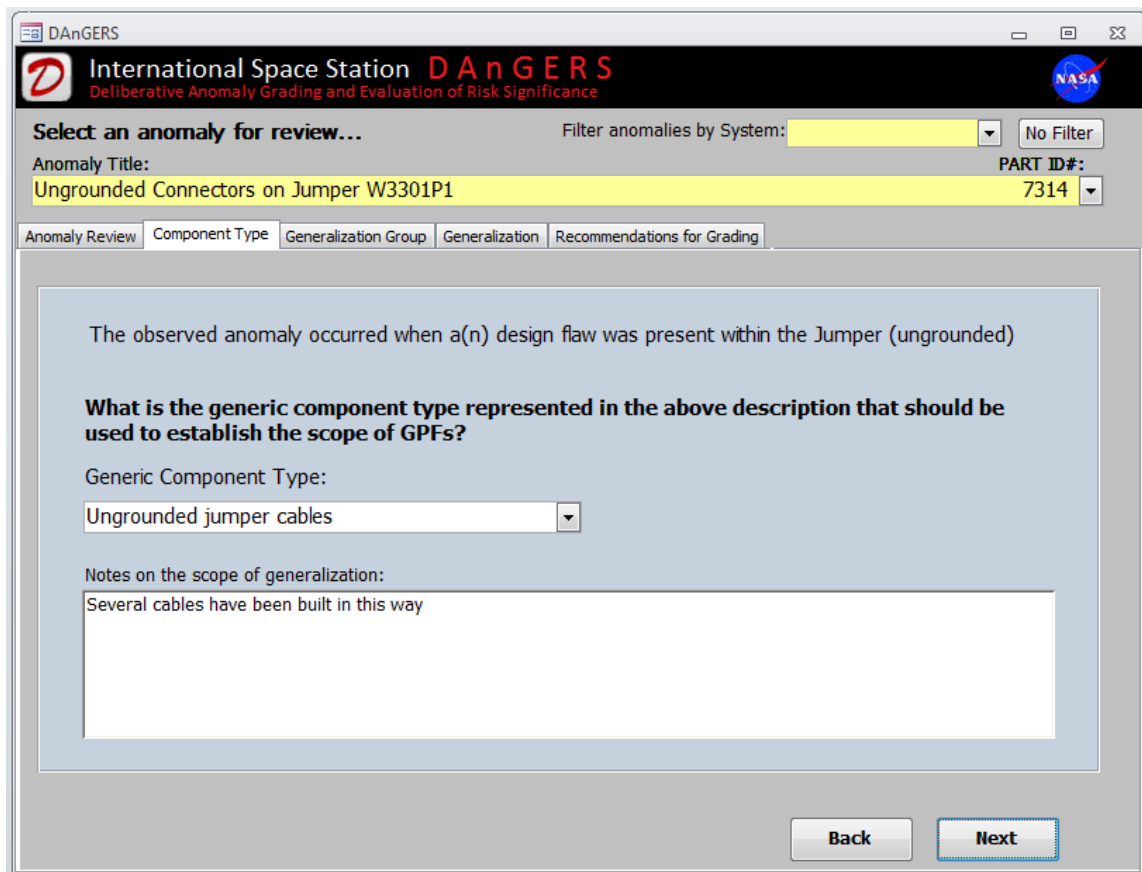 DAnGERS
International Space Station D A n G E R S
Deliberative Anomaly Grading and Evaluation of Risk Significance
NASA
Select an anomaly for review...
Filter anomalies by System:
No Filter
Anomaly Title:
PART ID#:
Ungrounded Connectors on Jumper W3301P1
7314
Anomaly Review
Component Type
Generalization Group
Generalization
Recommendations for Grading
The observed anomaly occurred when a(n) design flaw was present within the Jumper (ungrounded)
What is the generic component type represented in the above description that should be
used to establish the scope of GPFs?
Generic Component Type:
Ungrounded jumper cables
Notes on the scope of generalization:
Several cables have been built in this way
Back
Next